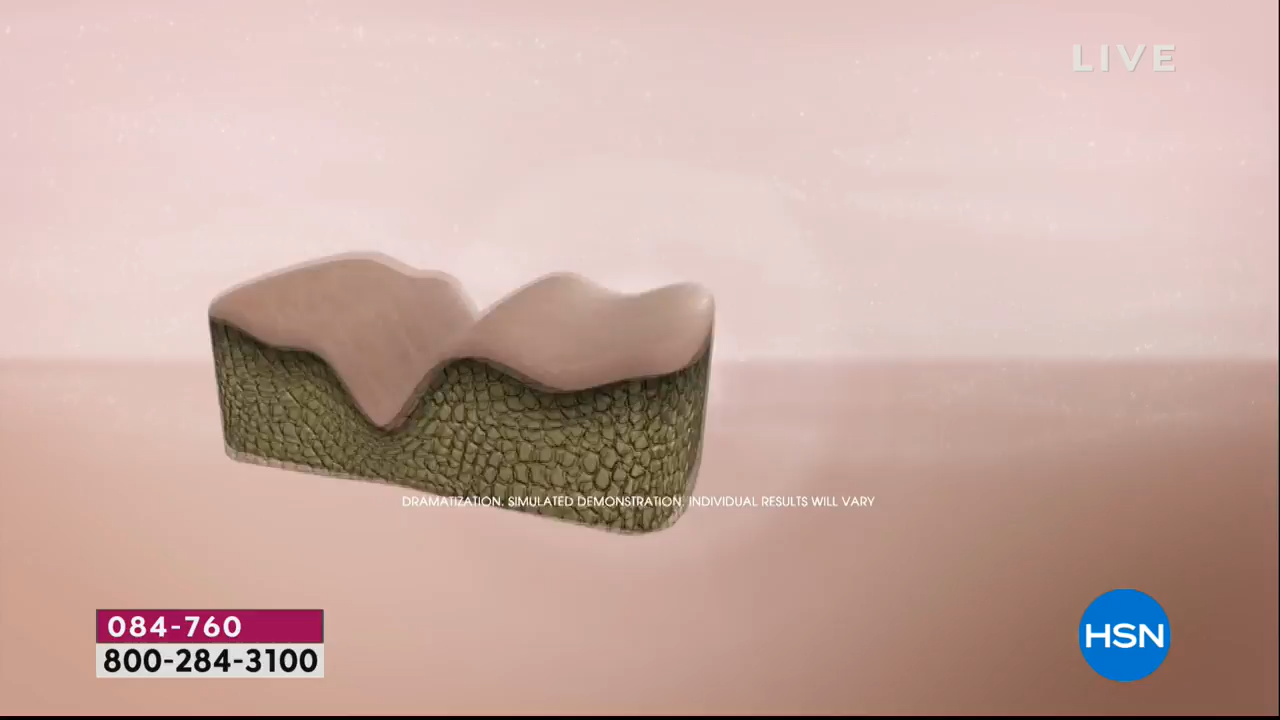 LIVE
DRAMATIZATION. SIMULATED DEMONSTRATION. INDIVIDUAL RESULTS WILL VARY
084-760
800-284-3100
HSN